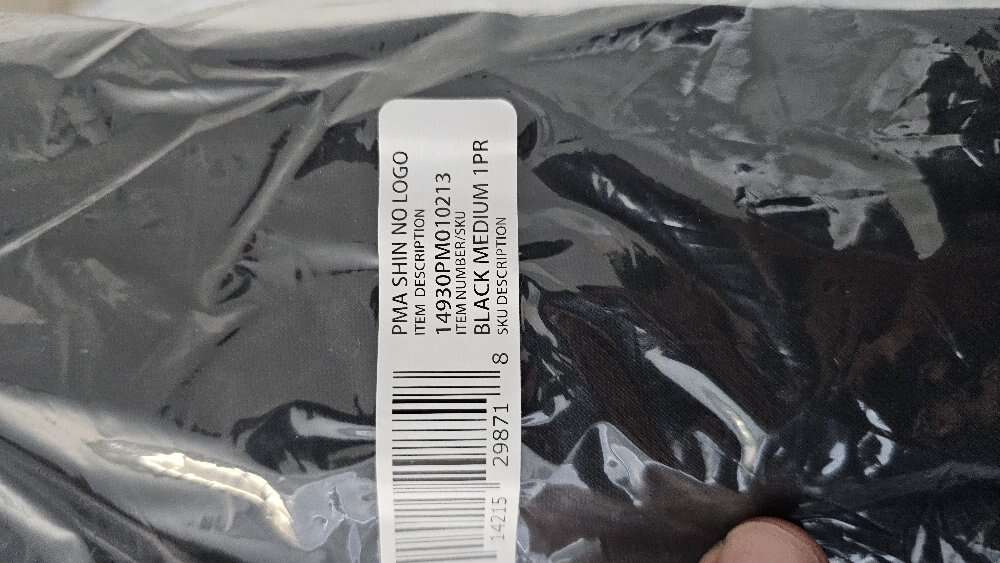 PMA SHIN NO LOGO
ITEM DESCRIPTION
14930PM010213
ITEM NUMBER/SKU
BLACK MEDIUM 1PR
SKU DESCRIPTION
14215 29871 8